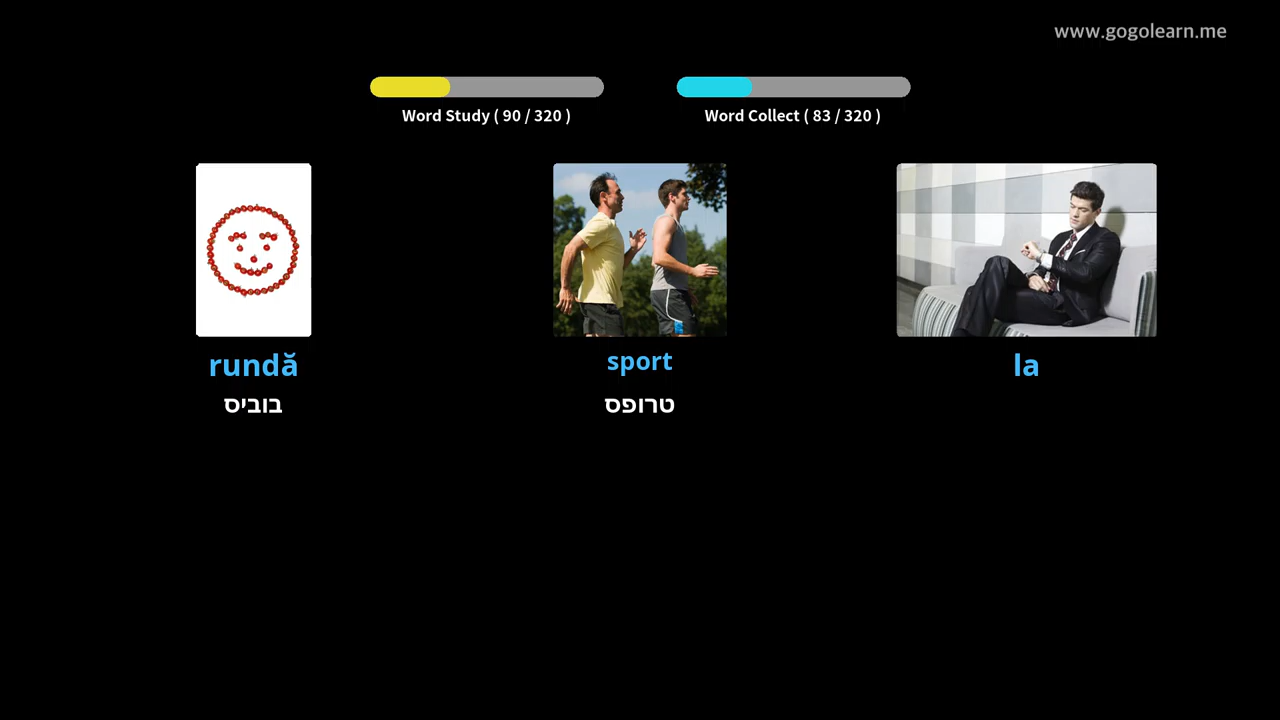 www.gogolearn.me
Word Study ( 90 / 320 )
Word Collect ( 83 / 320 )
rundă
בוביס
sport
טרופס
la